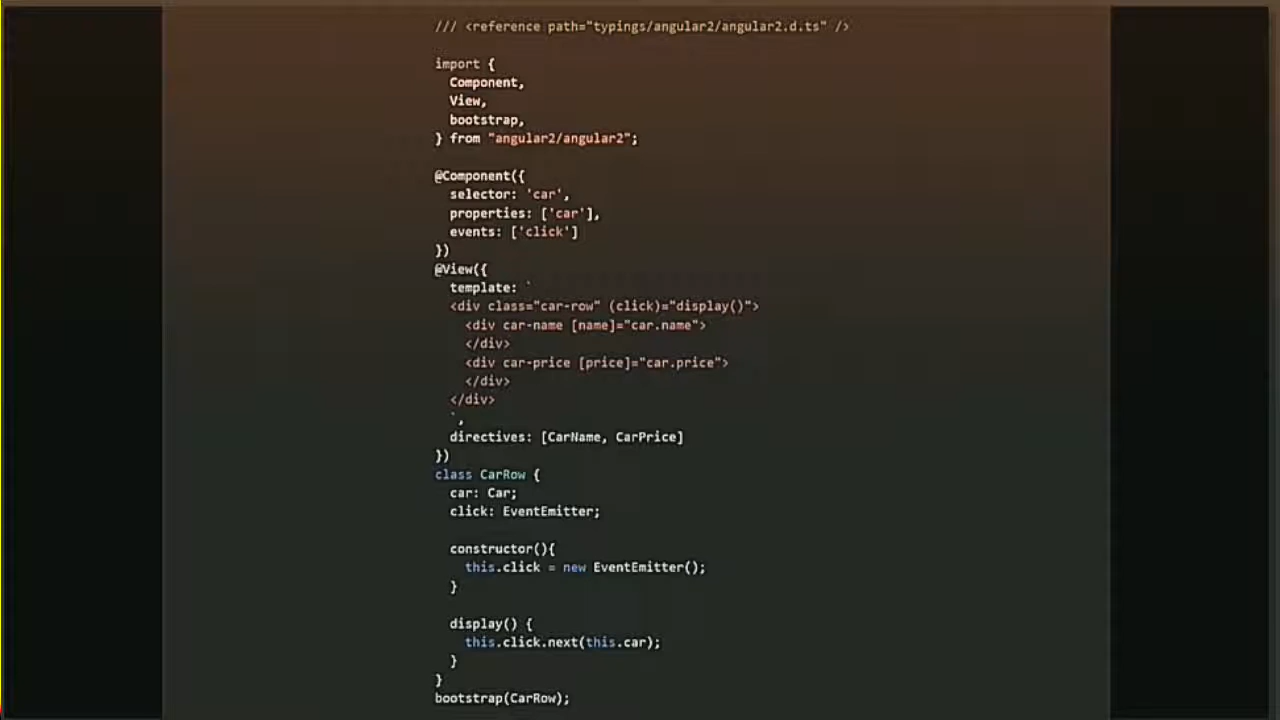 /// <reference path="typings/angular2/angular2.d.ts" />
import {
  Component,
  View,
  bootstrap,
} from "angular2/angular2";
@Component({
  selector: 'car',
  properties: ['car'],
  events: ['click']
})
@View({
  template: `
  <div class="car-row" (click)="display()">
    <div car-name [name]="car.name">
    </div>
    <div car-price [price]="car.price">
    </div>
  </div>
  `,
  directives: [CarName, CarPrice]
})
class CarRow {
  car: Car;
  click: EventEmitter;
  constructor(){
    this.click = new EventEmitter();
  }
  display() {
    this.click.next(this.car);
  }
}
bootstrap(CarRow);